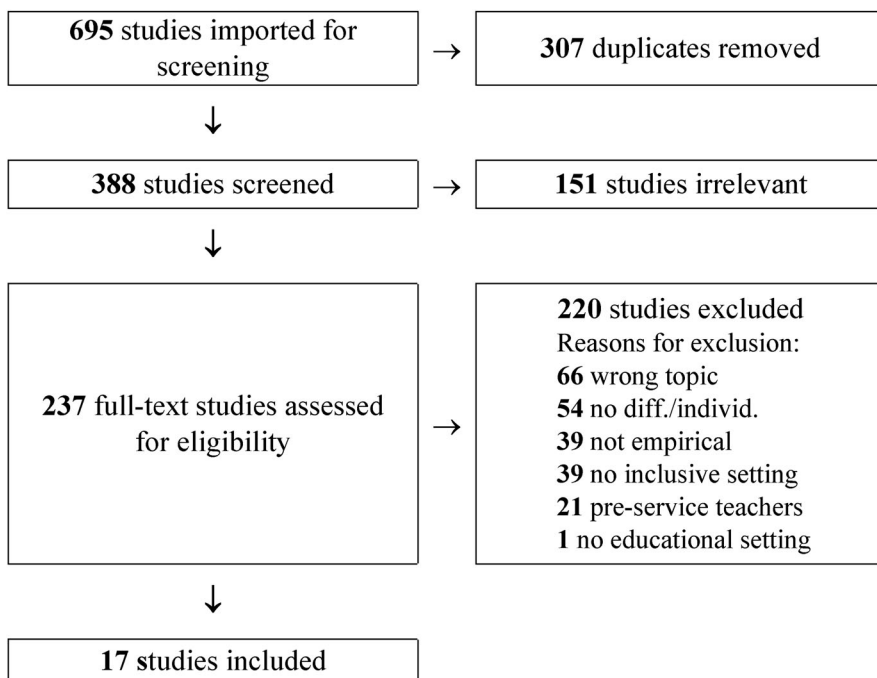 695 studies imported for
screening
→
307 duplicates removed
↓
388 studies screened
→
151 studies irrelevant
↓
237 full-text studies assessed
for eligibility
→
220 studies excluded
Reasons for exclusion:
66 wrong topic
54 no diff./individ.
39 not empirical
39 no inclusive setting
21 pre-service teachers
1 no educational setting
↓
17 studies included